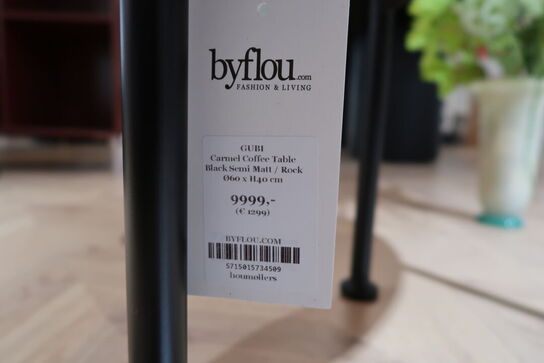 byflou.com
FASHION & LIVING
GUBI
Carmel Coffee Table
Black Semi Matt / Rock
Ø60 x H40 cm
9999,-
(€ 1299)
BYFLOU.COM
5715015734509
houmøllers